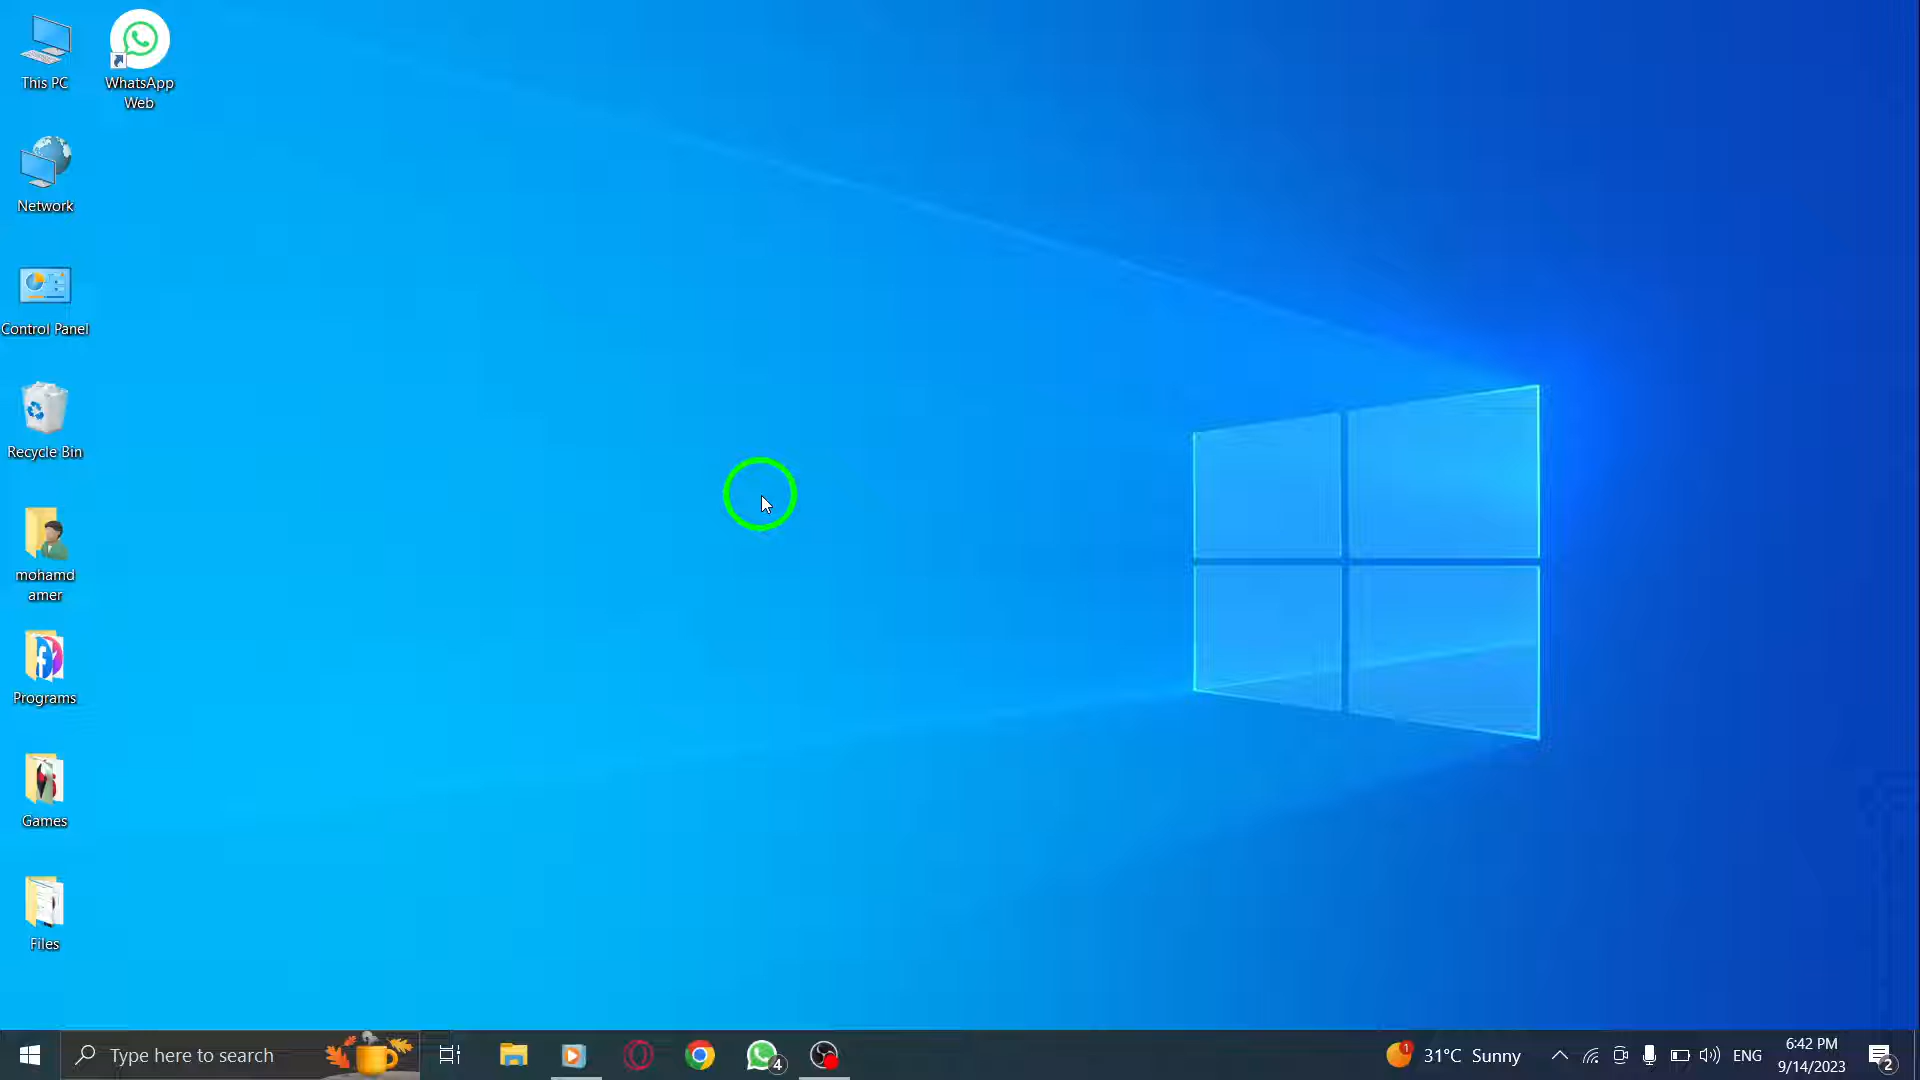 This PC
WhatsApp
Web
Network
Control Panel
Recycle Bin
mohamd
amer
Programs
Games
Files
Type here to search
4
1
31°C Sunny
ENG
6:42 PM
9/14/2023
2